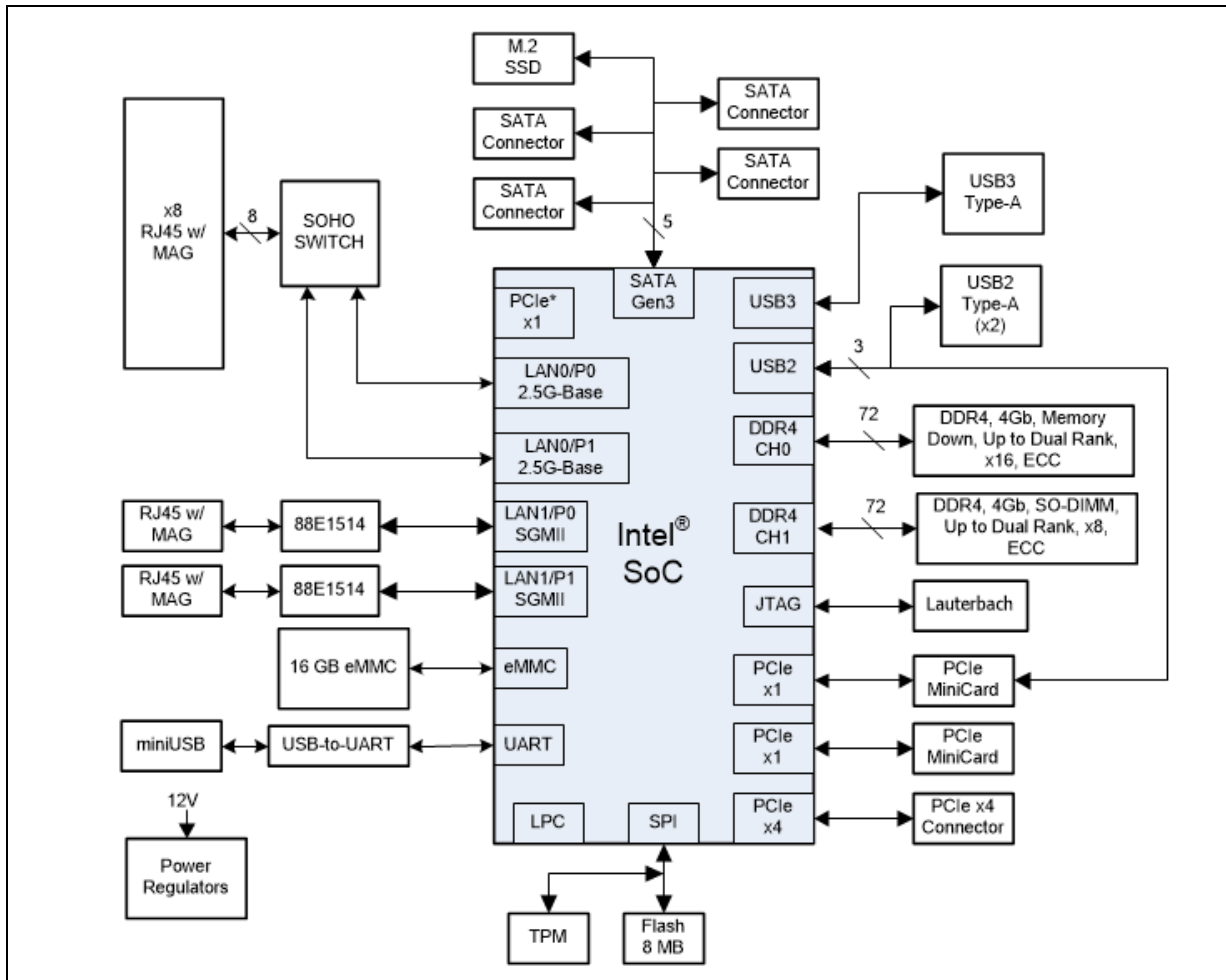 M.2
SSD
SATA
Connector
SATA
Connector
SATA
Connector
SATA
Connector
5
x8
RJ45 w/
MAG
8
SOHO
SWITCH
USB3
Type-A
USB2
Type-A
(x2)
SATA
Gen3
PCIe*
x1
USB3
3
USB2
LAN0/P0
2.5G-Base
LAN0/P1
2.5G-Base
DDR4
CH0
72
DDR4, 4Gb, Memory
Down, Up to Dual Rank,
x16, ECC
RJ45 w/
MAG
88E1514
LAN1/P0
SGMII
DDR4
CH1
72
DDR4, 4Gb, SO-DIMM,
Up to Dual Rank, x8,
ECC
Intel®
SoC
RJ45 w/
MAG
88E1514
LAN1/P1
SGMII
JTAG
Lauterbach
16 GB eMMC
eMMC
PCIe
x1
PCIe
MiniCard
miniUSB
USB-to-UART
UART
PCIe
x1
PCIe
MiniCard
12V
Power
Regulators
LPC
SPI
PCIe
x4
PCIe x4
Connector
TPM
Flash
8 MB